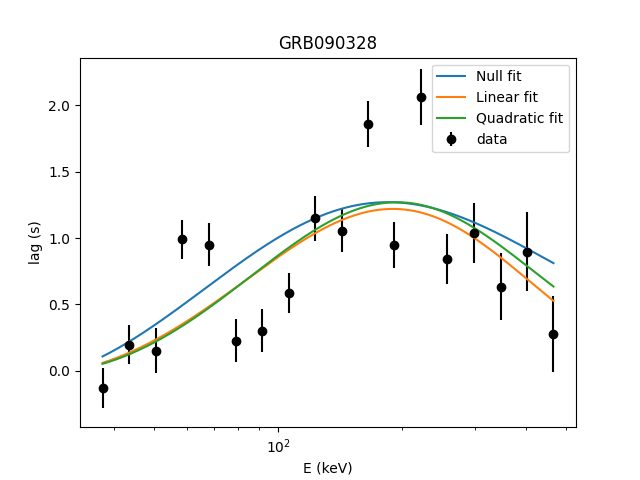 GRB090328
Null fit
Linear fit
Quadratic fit
data
lag (s)
2.0
1.5
1.0
0.5
0.0
10²
E (keV)